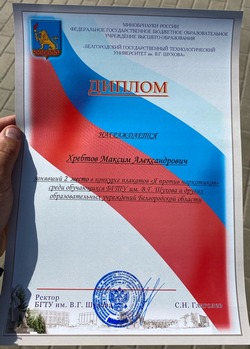 МИНОБРНАУКИ РОССИИ
ФЕДЕРАЛЬНОЕ ГОСУДАРСТВЕННОЕ БЮДЖЕТНОЕ ОБРАЗОВАТЕЛЬНОЕ
УЧРЕЖДЕНИЕ ВЫСШЕГО ОБРАЗОВАНИЯ
«БЕЛГОРОДСКИЙ ГОСУДАРСТВЕННЫЙ ТЕХНОЛОГИЧЕСКИЙ
УНИВЕРСИТЕТ им. В.Г. ШУХОВА»
ДИПЛОМ
НАГРАЖДАЕТСЯ
Хребтов Максим Александрович
занявший 2 место в конкурсе плакатов «Я против наркотиков»
среди обучающихся БГТУ им. В.Г. Шухова и других
образовательных учреждений Белгородской области
Ректор
БГТУ им. В.Г. Шухова
С.Н.